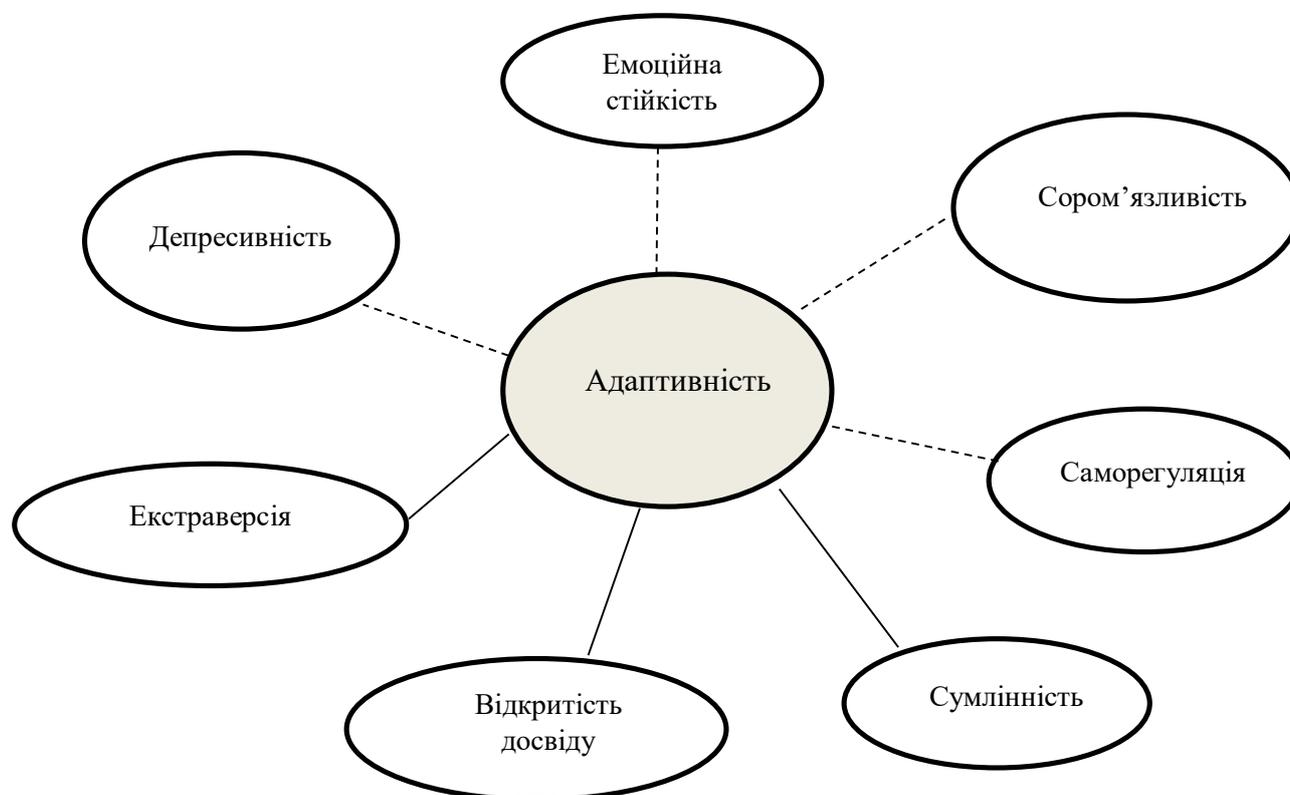 Емоційна
стійкість
Сором’язливість
Депресивність
Адаптивність
Саморегуляція
Екстраверсія
Сумлінність
Відкритість
досвіду